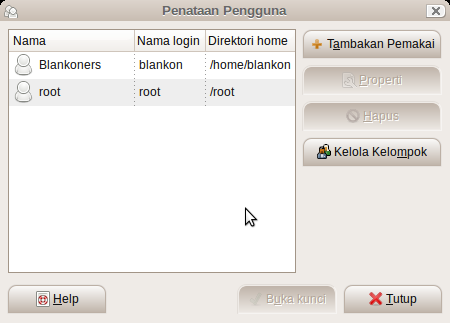 Penataan Pengguna
Nama Nama login Direktori home
Blankoners blankon /home/blankon
root root /root
Tambakan Pemakai
Properti
Hapus
Kelola Kelompok
Help Buka kunci Tutup